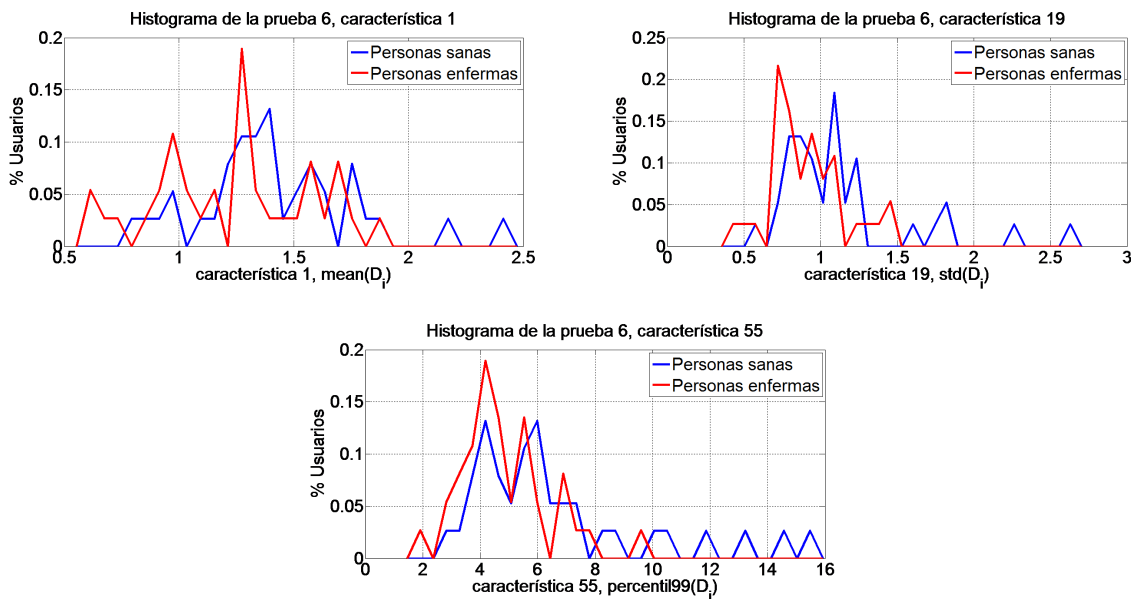 Histograma de la prueba 6, característica 1
0.2
0.15
0.1
0.05
0
0.5
1
1.5
2
2.5
% Usuarios
Personas sanas
Personas enfermas
característica 1, mean(D_i)
Histograma de la prueba 6, característica 19
0.25
0.2
0.15
0.1
0.05
0
0
0.5
1
1.5
2
2.5
3
% Usuarios
Personas sanas
Personas enfermas
característica 19, std(D_i)
Histograma de la prueba 6, característica 55
0.2
0.15
0.1
0.05
0
0
2
4
6
8
10
12
14
16
% Usuarios
Personas sanas
Personas enfermas
característica 55, percentil99(D_i)